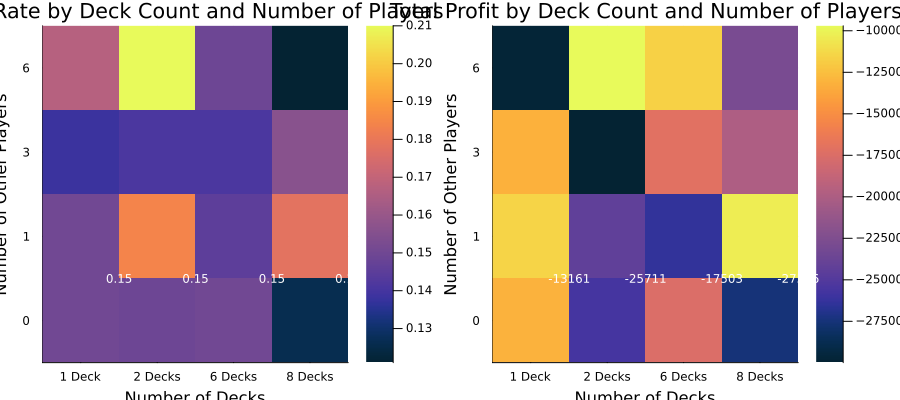 Rate by Deck Count and Number of Players
Number of Other Players
6
3
1
0
0.15
0.15
0.15
0.
1 Deck
2 Decks
6 Decks
8 Decks
Number of Decks
0.21
0.20
0.19
0.18
0.17
0.16
0.15
0.14
0.13
Profit by Deck Count and Number of Players
Number of Other Players
6
3
1
0
-13161
-25711
-17503
1 Deck
2 Decks
6 Decks
8 Decks
Number of Decks
−10000
−12500
−15000
−17500
−20000
−22500
−25000
−27500